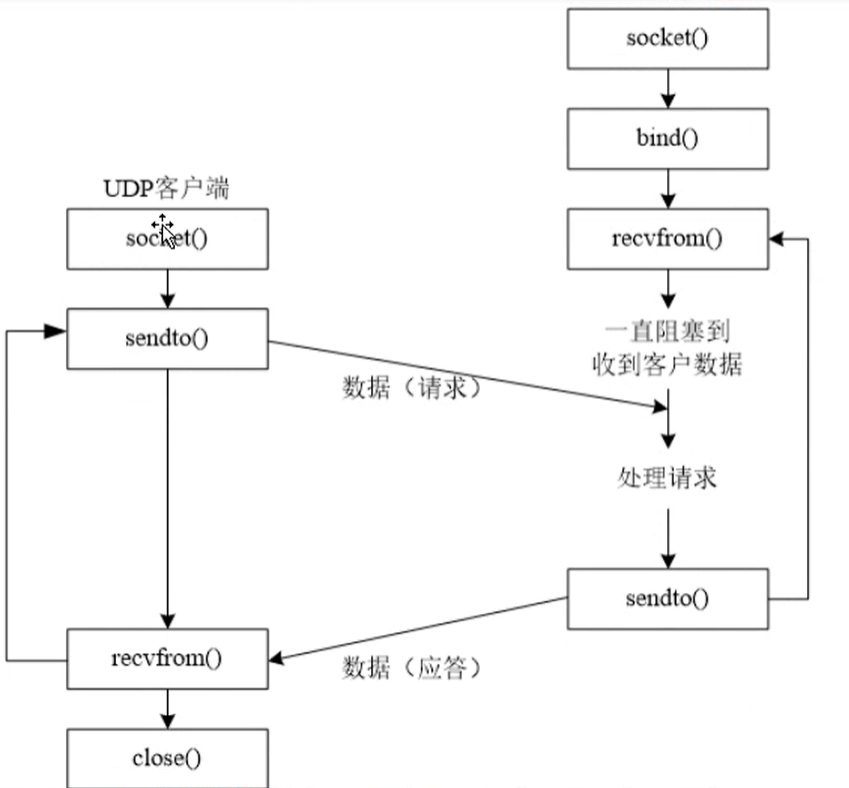 socket()
bind()
UDP客户端
socket()
recvfrom()
sendto()
一直阻塞到
收到客户数据
数据（请求）
处理请求
sendto()
recvfrom()
数据（应答）
close()